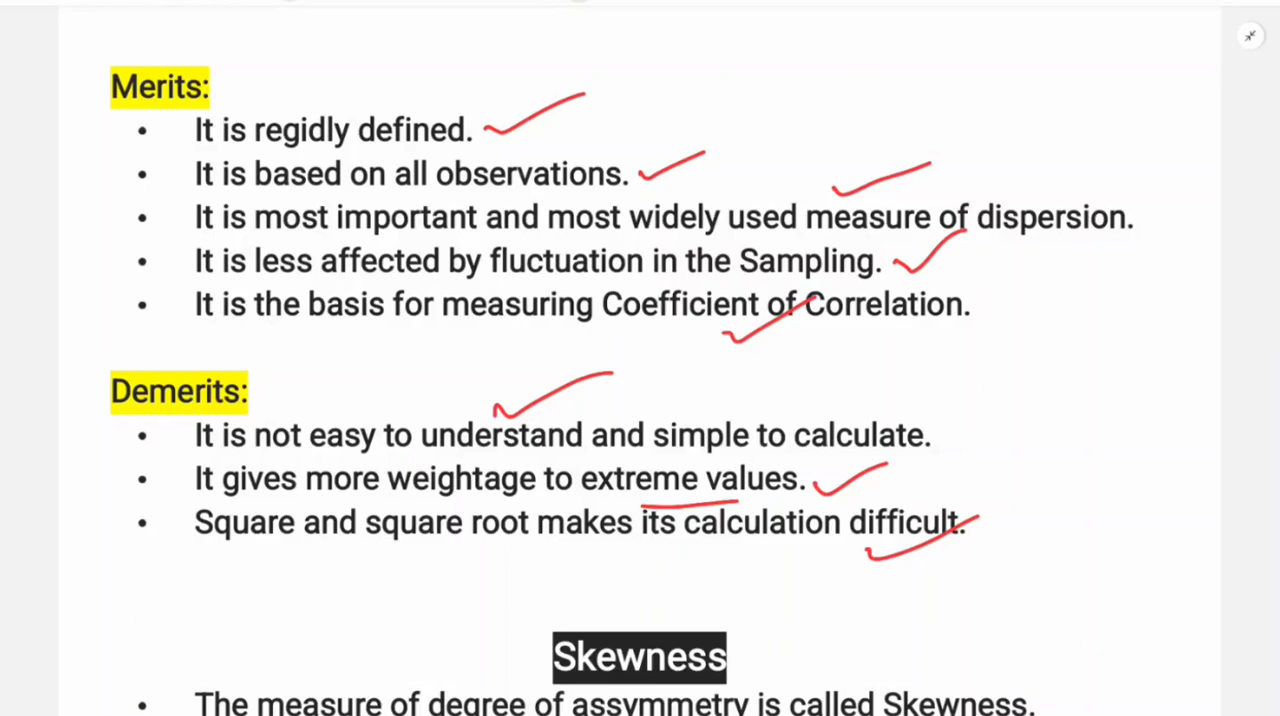 Merits:
• It is regidly defined.
• It is based on all observations.
• It is most important and most widely used measure of dispersion.
• It is less affected by fluctuation in the Sampling.
• It is the basis for measuring Coefficient of Correlation.
Demerits:
• It is not easy to understand and simple to calculate.
• It gives more weightage to extreme values.
• Square and square root makes its calculation difficult.
Skewness
• The measure of degree of assymmetry is called Skewness.